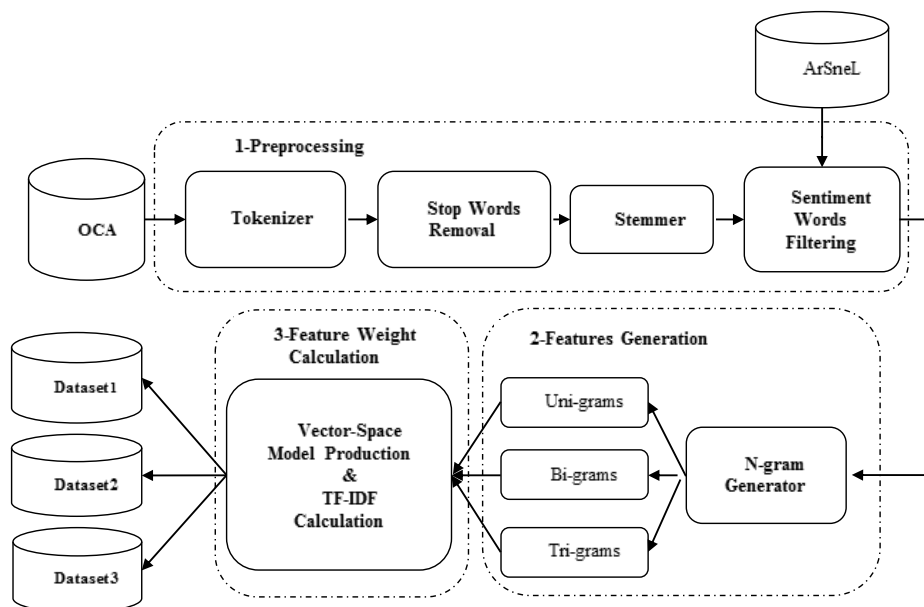 ArSneL
1-Preprocessing
OCA
Tokenizer
Stop Words
Removal
Stemmer
Sentiment
Words
Filtering
3-Feature Weight
Calculation
2-Features Generation
Dataset1
Dataset2
Dataset3
Vector-Space
Model Production
&
TF-IDF
Calculation
Uni-grams
Bi-grams
Tri-grams
N-gram
Generator